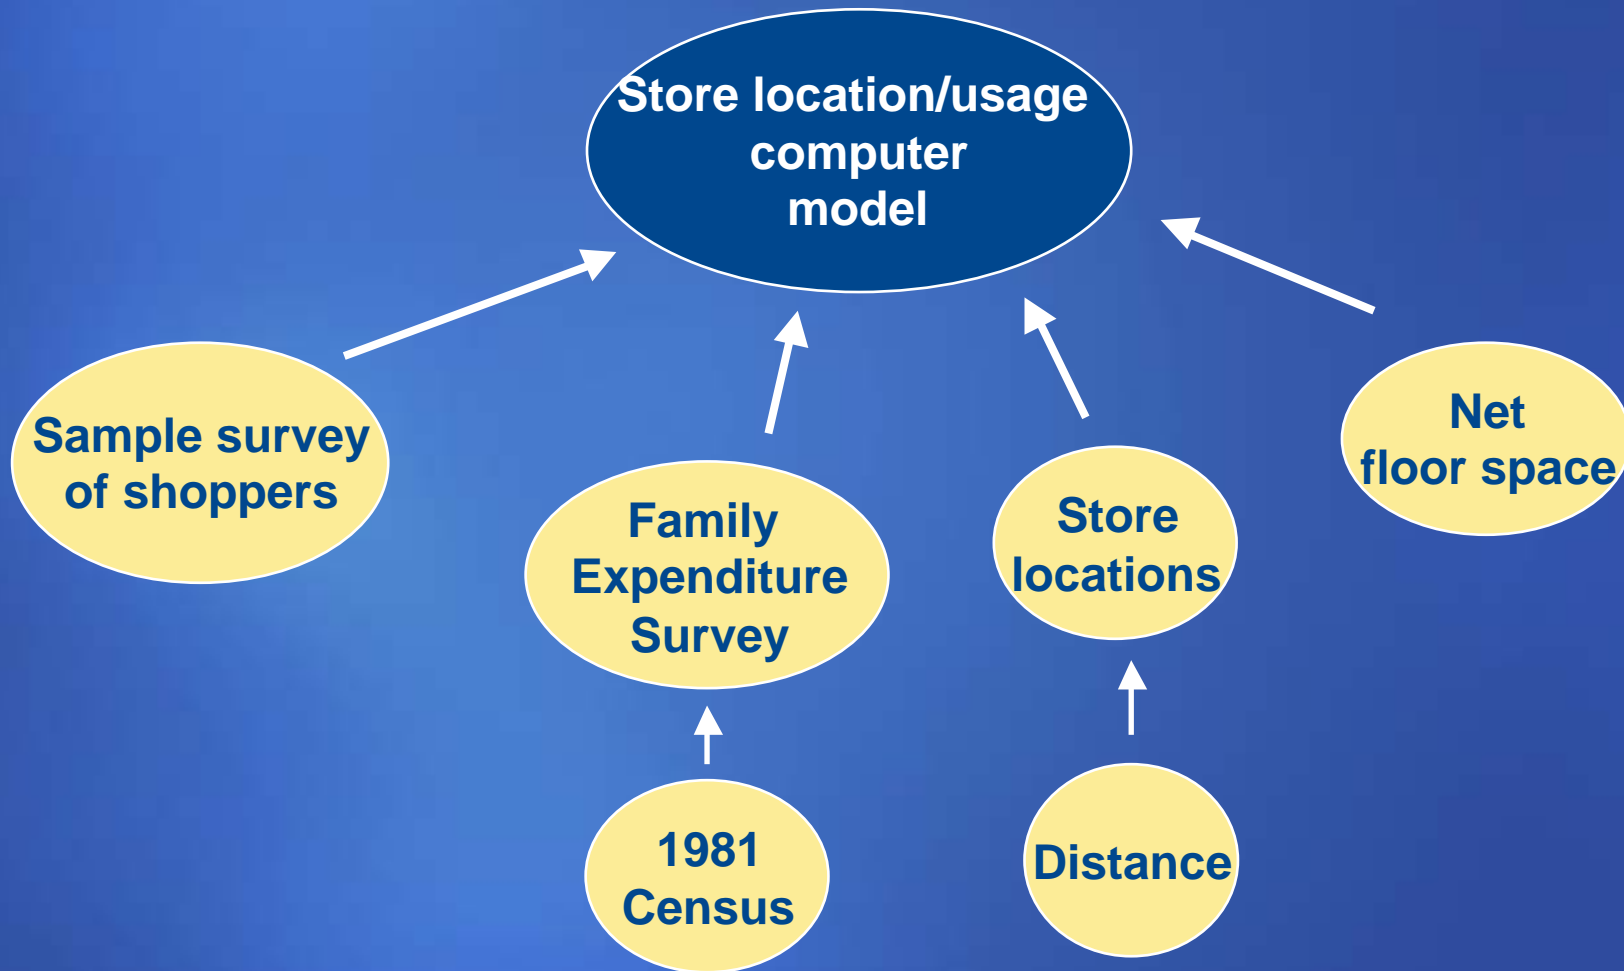 Store location/usage
computer
model
Sample survey
of shoppers
Family
Expenditure
Survey
Store
locations
Net
floor space
1981
Census
Distance